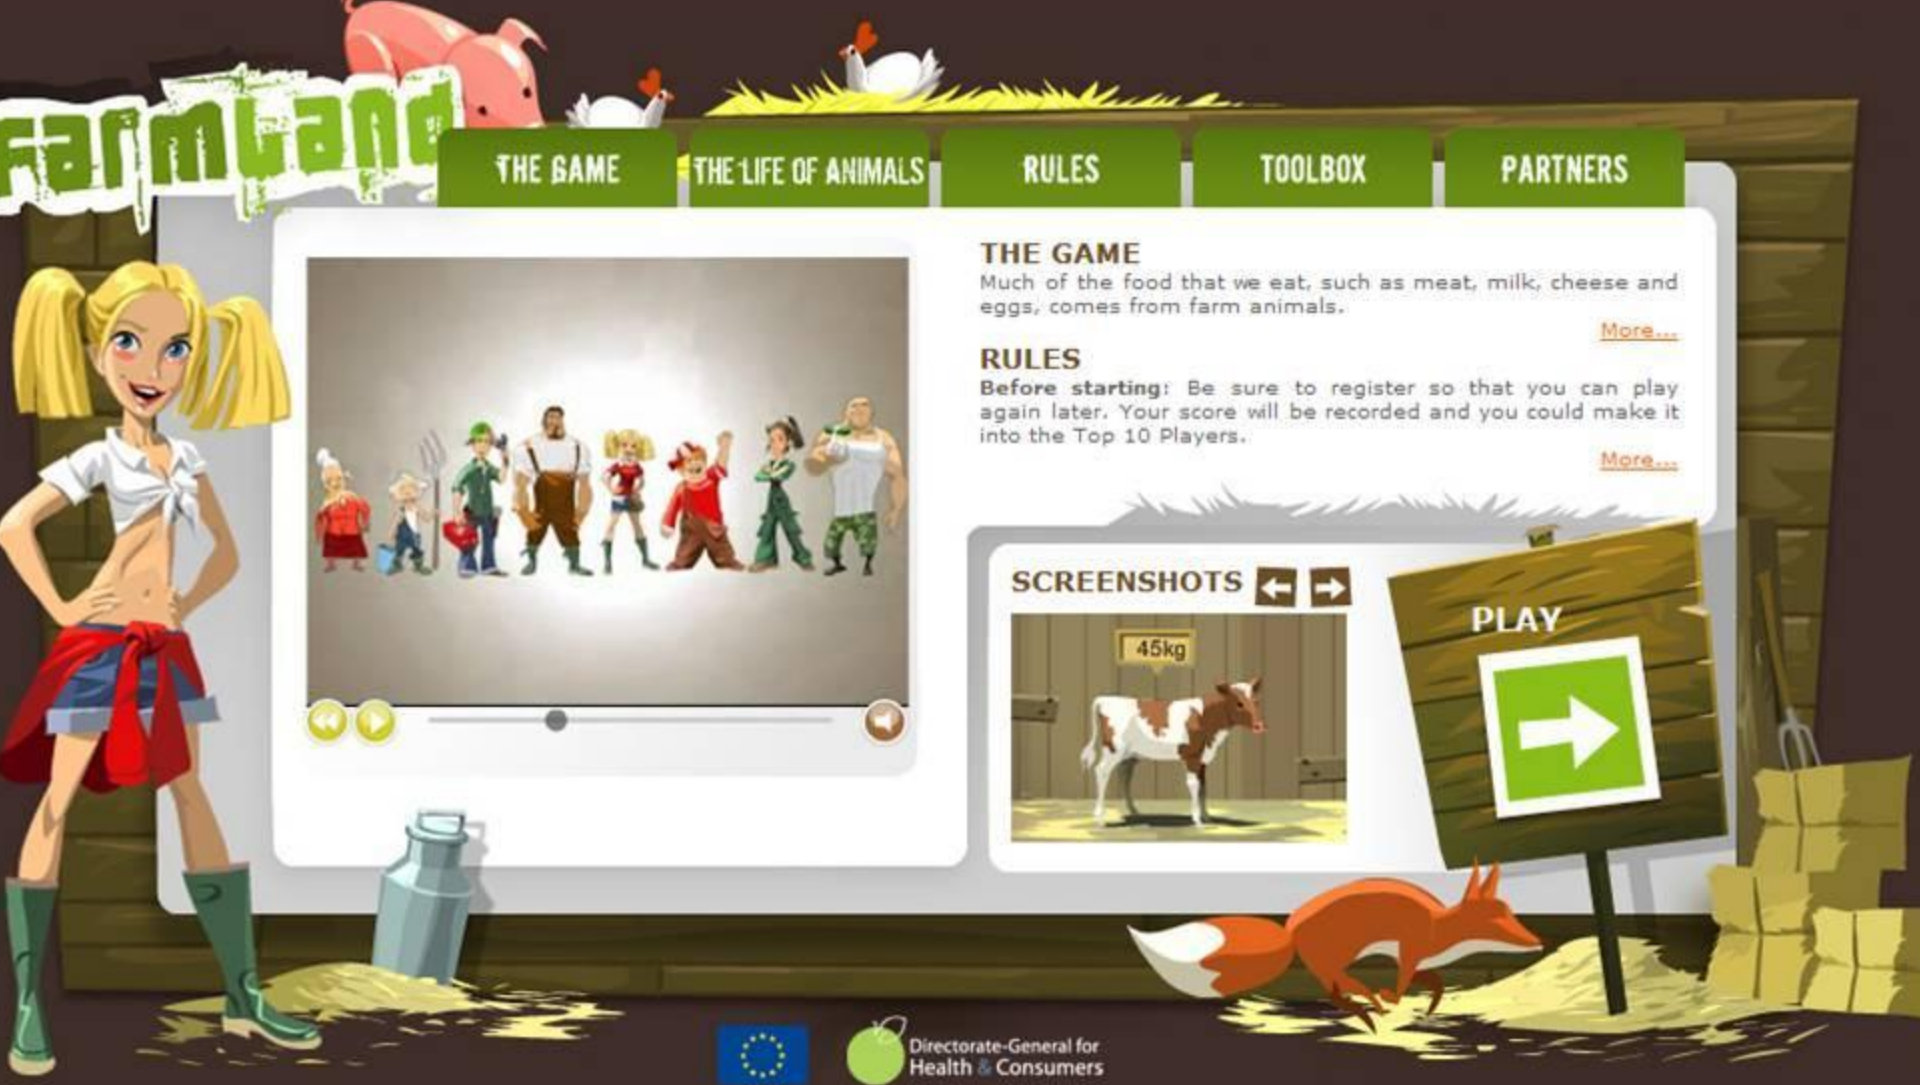 Farmland
THE GAME
THE LIFE OF ANIMALS
RULES
TOOLBOX
PARTNERS
THE GAME
Much of the food that we eat, such as meat, milk, cheese and
eggs, comes from farm animals.
More...
RULES
Before starting: Be sure to register so that you can play
again later. Your score will be recorded and you could make it
into the Top 10 Players.
More...
SCREENSHOTS
45kg
PLAY
Directorate-General for
Health & Consumers